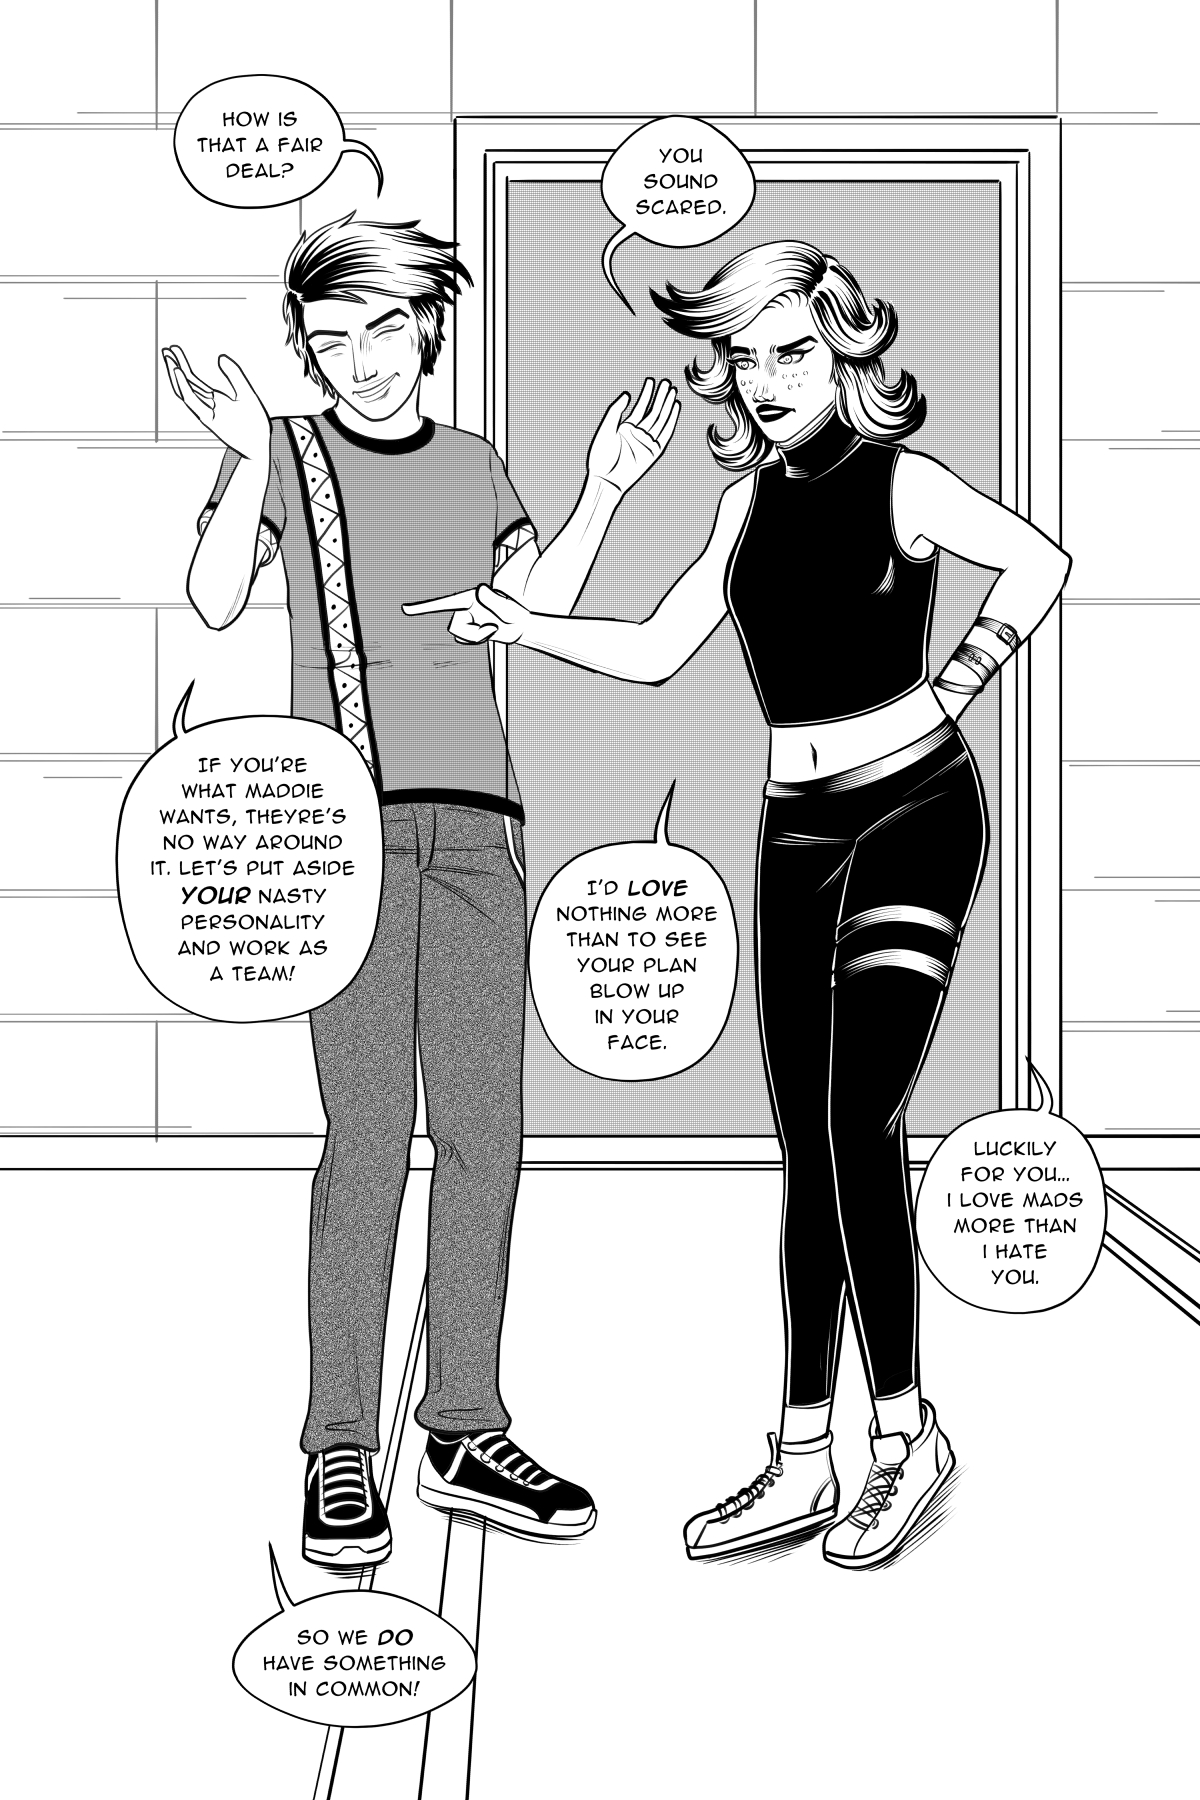 HOW IS
THAT A FAIR
DEAL?
YOU
SOUND
SCARED.
IF YOU'RE
WHAT MADDIE
WANTS, THEYRE'S
NO WAY AROUND
IT. LET'S PUT ASIDE
YOUR NASTY
PERSONALITY
AND WORK AS
A TEAM!
I'D LOVE
NOTHING MORE
THAN TO SEE
YOUR PLAN
BLOW UP
IN YOUR
FACE.
LUCKILY
FOR YOU...
I LOVE MADS
MORE THAN
I HATE
YOU.
SO WE DO
HAVE SOMETHING
IN COMMON!